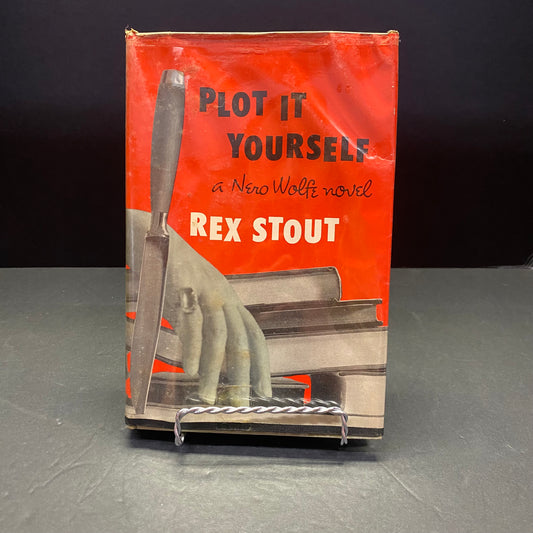 PLOT IT
YOURSELF
a Nero Wolfe novel
REX STOUT